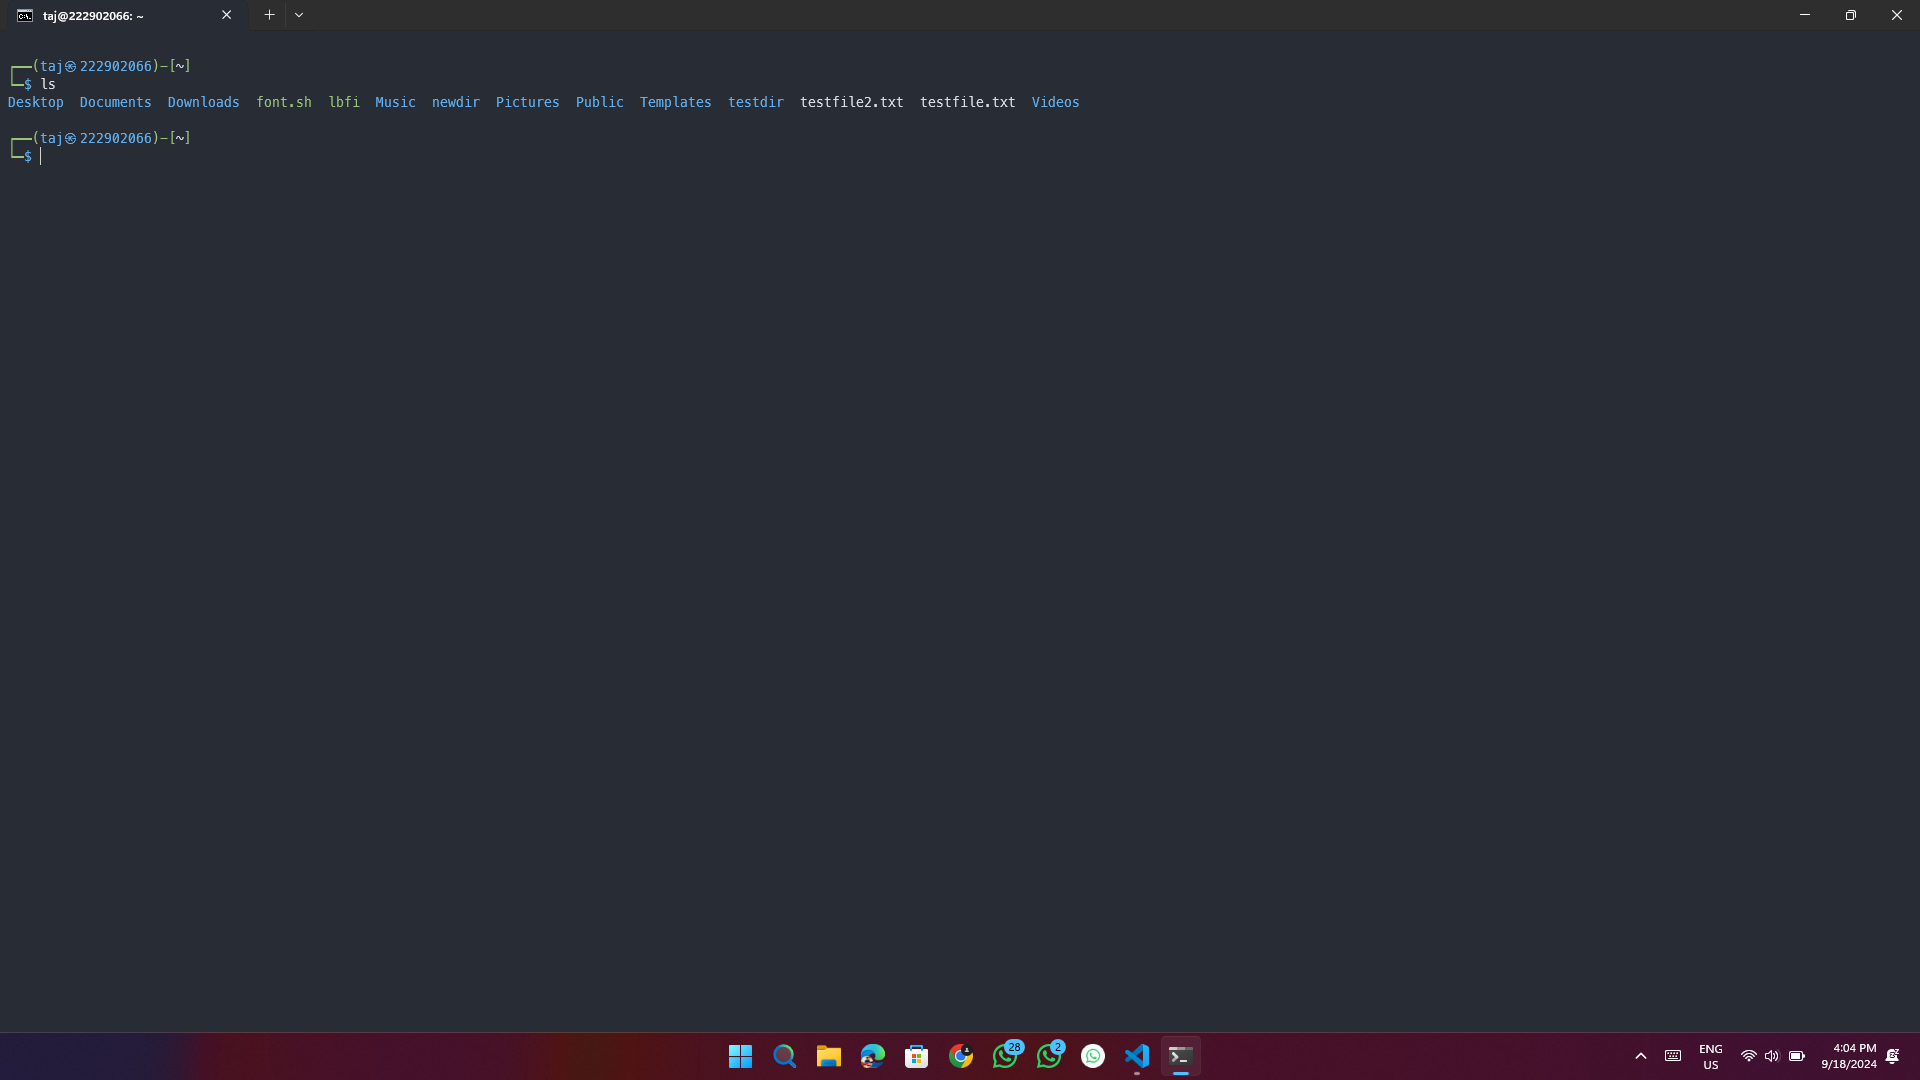 taj@222902066: ~
┌──(taj㉿222902066)-[~]
└─$ ls
Desktop  Documents  Downloads  font.sh  lbfi  Music  newdir  Pictures  Public  Templates  testdir  testfile2.txt  testfile.txt  Videos
┌──(taj㉿222902066)-[~]
└─$
28
2
ENG
US
4:04 PM
9/18/2024